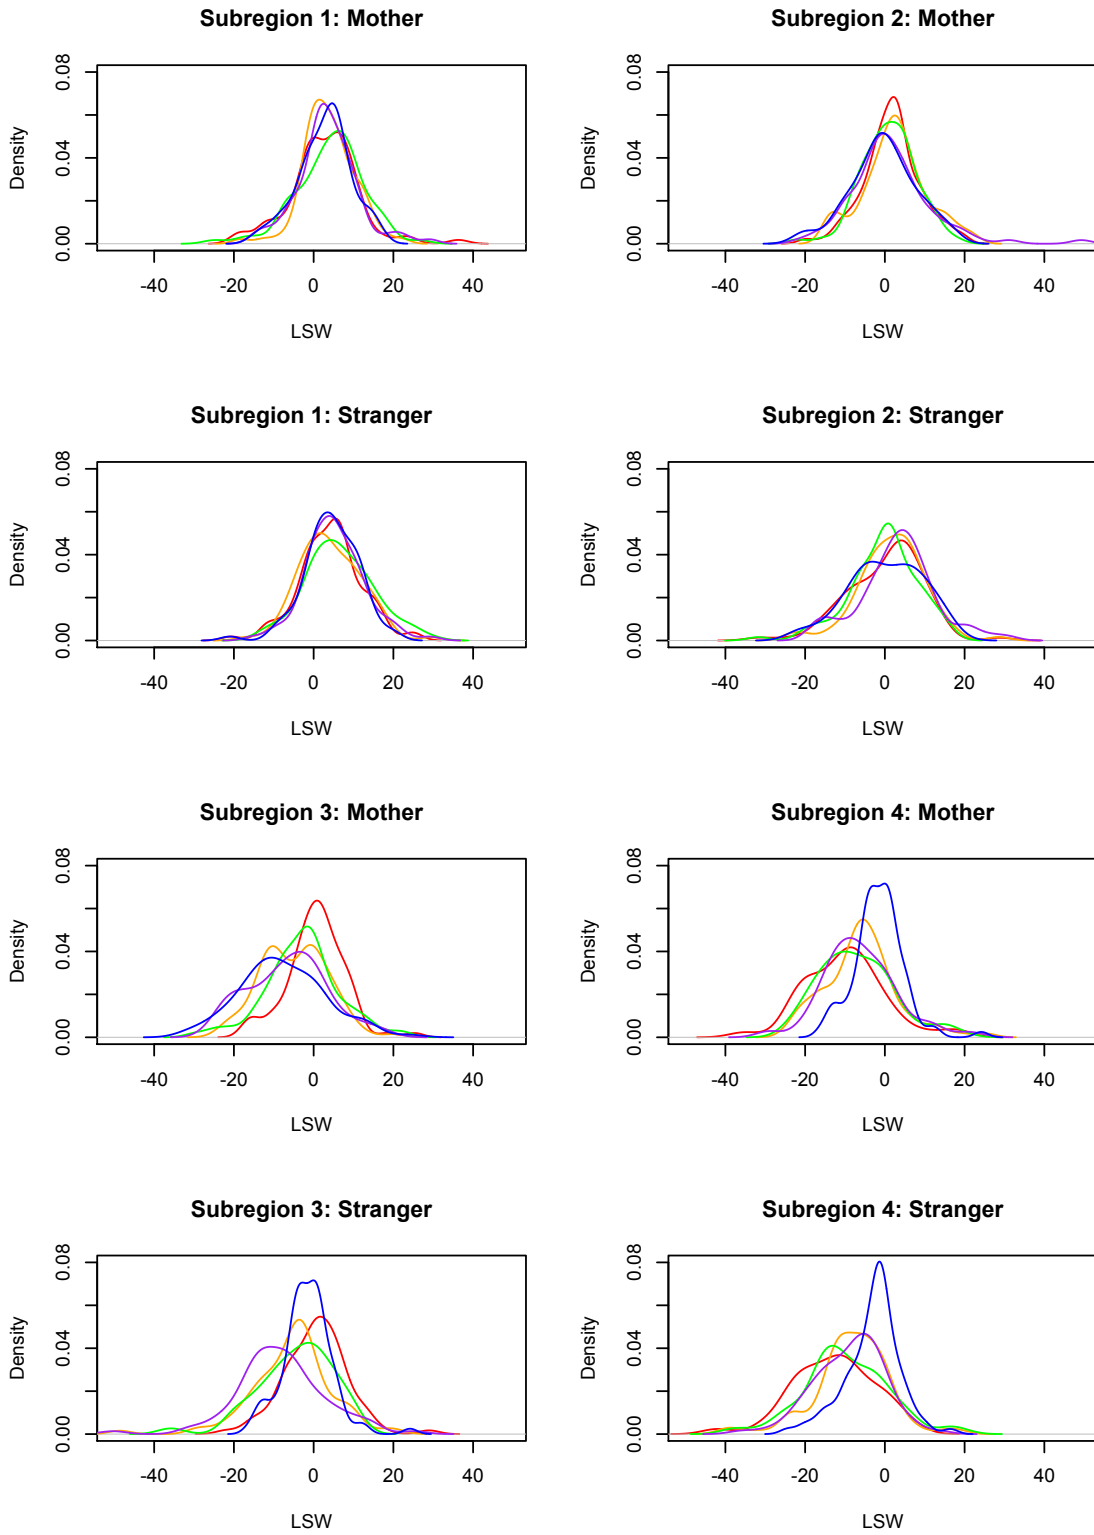 Subregion 1: Mother
Density
0.00 0.04 0.08
-40 -20 0 20 40
LSW
Subregion 2: Mother
Density
0.00 0.04 0.08
-40 -20 0 20 40
LSW
Subregion 1: Stranger
Density
0.00 0.04 0.08
-40 -20 0 20 40
LSW
Subregion 2: Stranger
Density
0.00 0.04 0.08
-40 -20 0 20 40
LSW
Subregion 3: Mother
Density
0.00 0.04 0.08
-40 -20 0 20 40
LSW
Subregion 4: Mother
Density
0.00 0.04 0.08
-40 -20 0 20 40
LSW
Subregion 3: Stranger
Density
0.00 0.04 0.08
-40 -20 0 20 40
LSW
Subregion 4: Stranger
Density
0.00 0.04 0.08
-40 -20 0 20 40
LSW